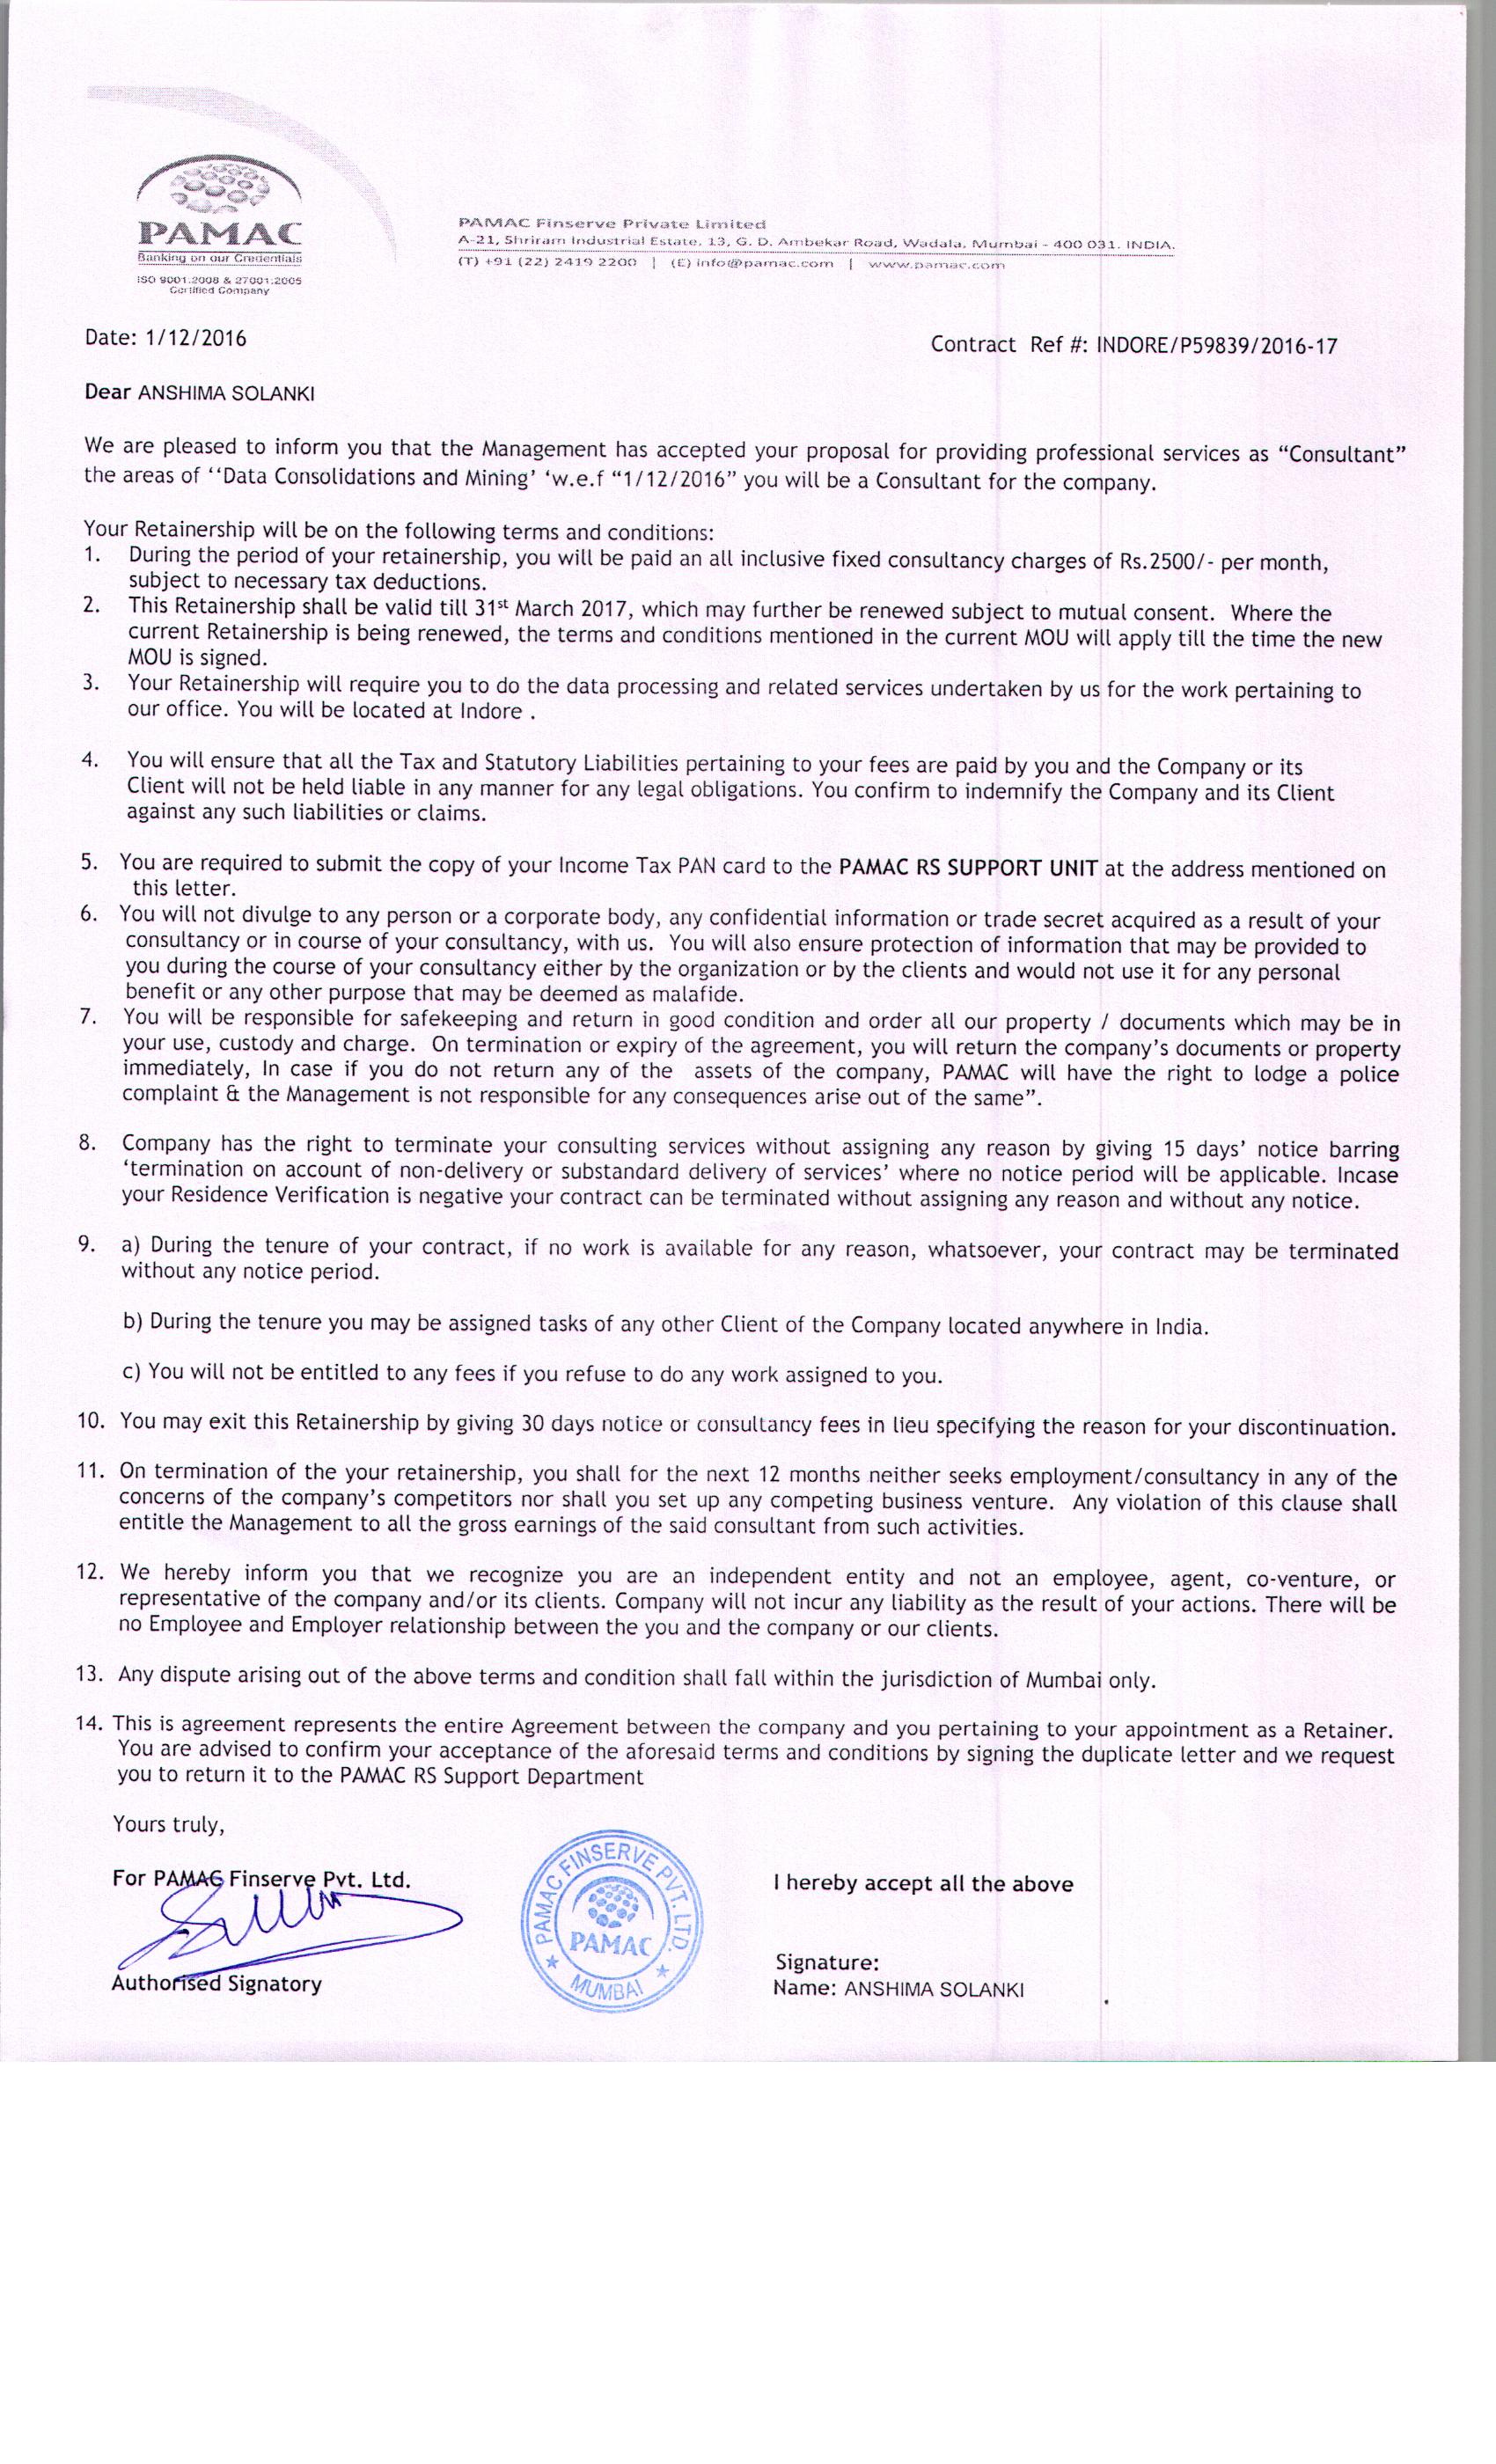 PAMAC
Banking on our Credentials
ISO 9001:2008 & 27001:2005
Certified Company
PAMAC Finserve Private Limited
A-21, Shriram Industrial Estate, 13, G. D. Ambekar Road, Wadala, Mumbai - 400 031. INDIA.
(T) +91 (22) 2419 2200 | (E) info@pamac.com | www.pamac.com
Date: 1/12/2016
Contract Ref #: INDORE/P59839/2016-17
Dear ANSHIMA SOLANKI
We are pleased to inform you that the Management has accepted your proposal for providing professional services as “Consultant”
the areas of ‘‘Data Consolidations and Mining’ ‘w.e.f “1/12/2016” you will be a Consultant for the company.
Your Retainership will be on the following terms and conditions:
1. During the period of your retainership, you will be paid an all inclusive fixed consultancy charges of Rs.2500/- per month,
subject to necessary tax deductions.
2. This Retainership shall be valid till 31st March 2017, which may further be renewed subject to mutual consent. Where the
current Retainership is being renewed, the terms and conditions mentioned in the current MOU will apply till the time the new
MOU is signed.
3. Your Retainership will require you to do the data processing and related services undertaken by us for the work pertaining to
our office. You will be located at Indore .
4. You will ensure that all the Tax and Statutory Liabilities pertaining to your fees are paid by you and the Company or its
Client will not be held liable in any manner for any legal obligations. You confirm to indemnify the Company and its Client
against any such liabilities or claims.
5. You are required to submit the copy of your Income Tax PAN card to the PAMAC RS SUPPORT UNIT at the address mentioned on
this letter.
6. You will not divulge to any person or a corporate body, any confidential information or trade secret acquired as a result of your
consultancy or in course of your consultancy, with us. You will also ensure protection of information that may be provided to
you during the course of your consultancy either by the organization or by the clients and would not use it for any personal
benefit or any other purpose that may be deemed as malafide.
7. You will be responsible for safekeeping and return in good condition and order all our property / documents which may be in
your use, custody and charge. On termination or expiry of the agreement, you will return the company’s documents or property
immediately, In case if you do not return any of the assets of the company, PAMAC will have the right to lodge a police
complaint & the Management is not responsible for any consequences arise out of the same”.
8. Company has the right to terminate your consulting services without assigning any reason by giving 15 days’ notice barring
‘termination on account of non-delivery or substandard delivery of services’ where no notice period will be applicable. Incase
your Residence Verification is negative your contract can be terminated without assigning any reason and without any notice.
9. a) During the tenure of your contract, if no work is available for any reason, whatsoever, your contract may be terminated
without any notice period.
b) During the tenure you may be assigned tasks of any other Client of the Company located anywhere in India.
c) You will not be entitled to any fees if you refuse to do any work assigned to you.
10. You may exit this Retainership by giving 30 days notice or consultancy fees in lieu specifying the reason for your discontinuation.
11. On termination of the your retainership, you shall for the next 12 months neither seeks employment/consultancy in any of the
concerns of the company’s competitors nor shall you set up any competing business venture. Any violation of this clause shall
entitle the Management to all the gross earnings of the said consultant from such activities.
12. We hereby inform you that we recognize you are an independent entity and not an employee, agent, co-venture, or
representative of the company and/or its clients. Company will not incur any liability as the result of your actions. There will be
no Employee and Employer relationship between the you and the company or our clients.
13. Any dispute arising out of the above terms and condition shall fall within the jurisdiction of Mumbai only.
14. This is agreement represents the entire Agreement between the company and you pertaining to your appointment as a Retainer.
You are advised to confirm your acceptance of the aforesaid terms and conditions by signing the duplicate letter and we request
you to return it to the PAMAC RS Support Department
Yours truly,
For PAMAC Finserve Pvt. Ltd.
Authorised Signatory
PAMAC FINSERVE PVT. LTD.
PAMAC
★ MUMBAI ★
I hereby accept all the above
Signature:
Name: ANSHIMA SOLANKI